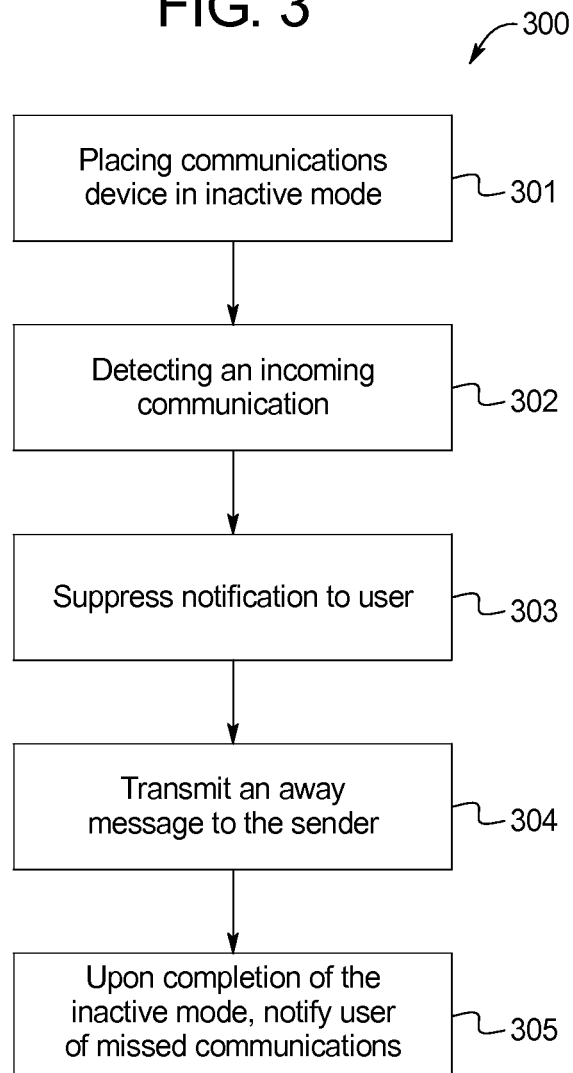 FIG. 3
300
Placing communications
device in inactive mode
301
Detecting an incoming
communication
302
Suppress notification to user
303
Transmit an away
message to the sender
304
Upon completion of the
inactive mode, notify user
of missed communications
305